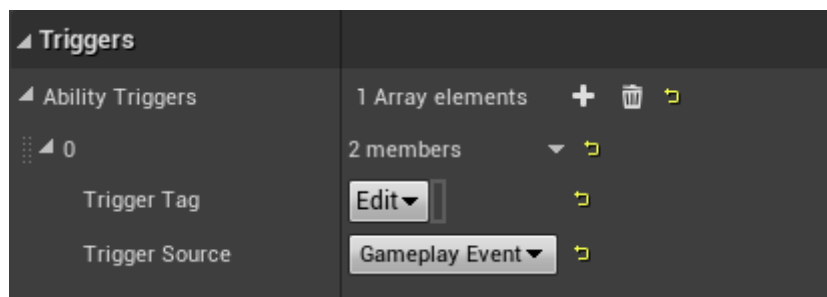 Triggers
Ability Triggers 1 Array elements
0 2 members
Trigger Tag Edit
Trigger Source Gameplay Event